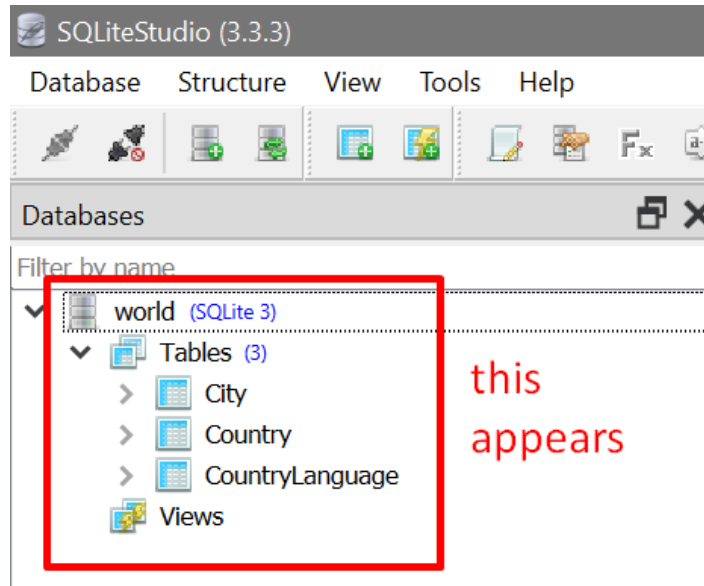 SQLiteStudio (3.3.3)
Database Structure View Tools Help
Databases
Filter by name
world (SQLite 3)
Tables (3)
City
Country
CountryLanguage
Views
this
appears